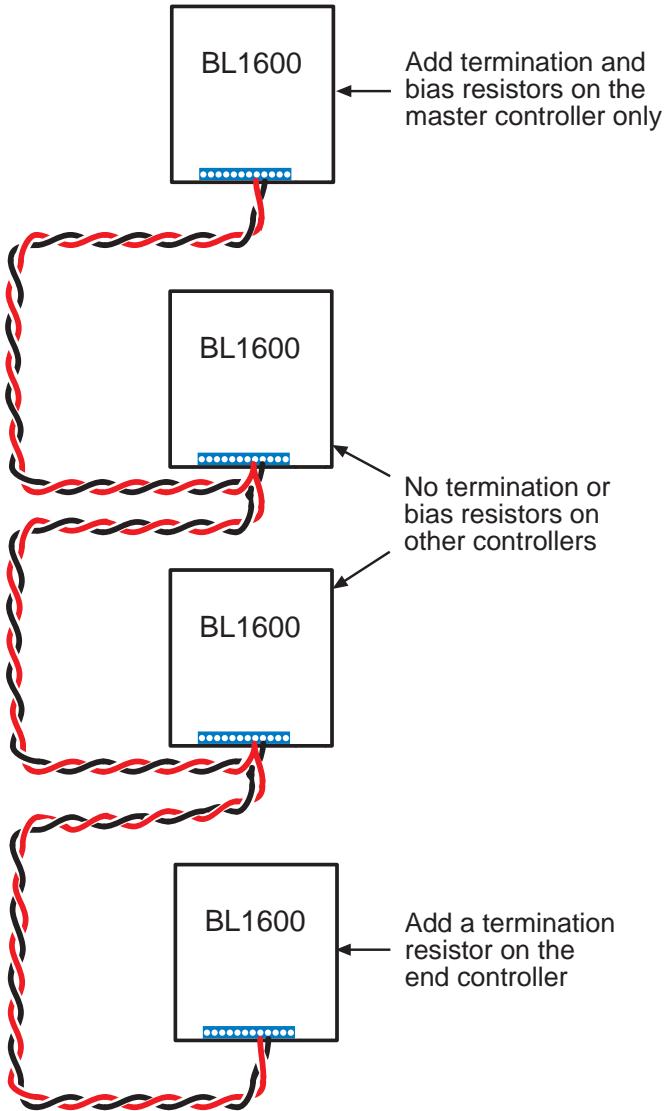 BL1600
Add termination and
bias resistors on the
master controller only
BL1600
No termination or
bias resistors on
other controllers
BL1600
BL1600
Add a termination
resistor on the
end controller